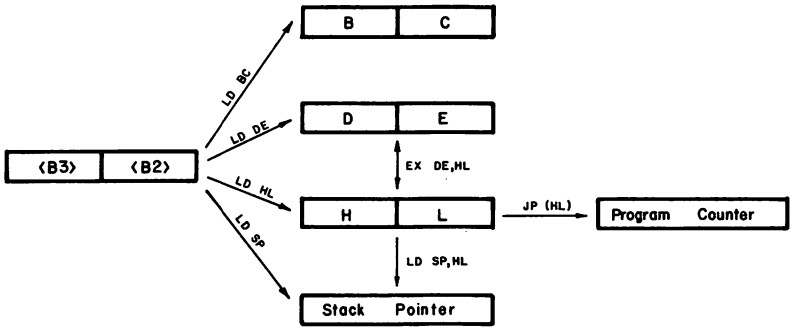 B C
LD BC
D E
LD DE
<B3> <B2>
EX DE,HL
LD HL
H L
JP (HL)
Program Counter
LD SP
LD SP,HL
Stack Pointer